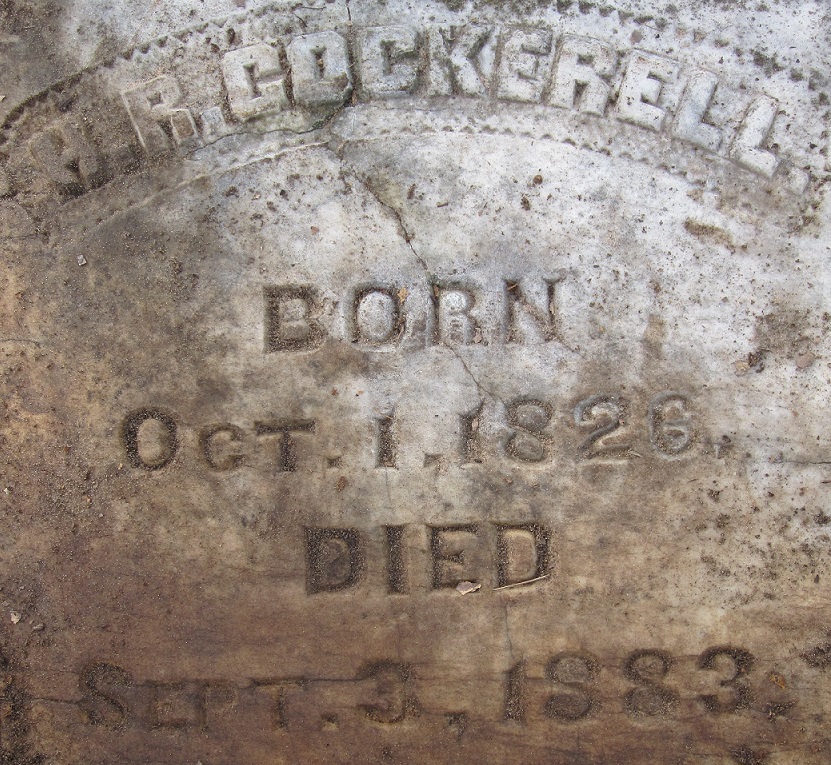 R. COCKERELL.
BORN
OCT. 1, 1826.
DIED
SEPT. 3, 1883.